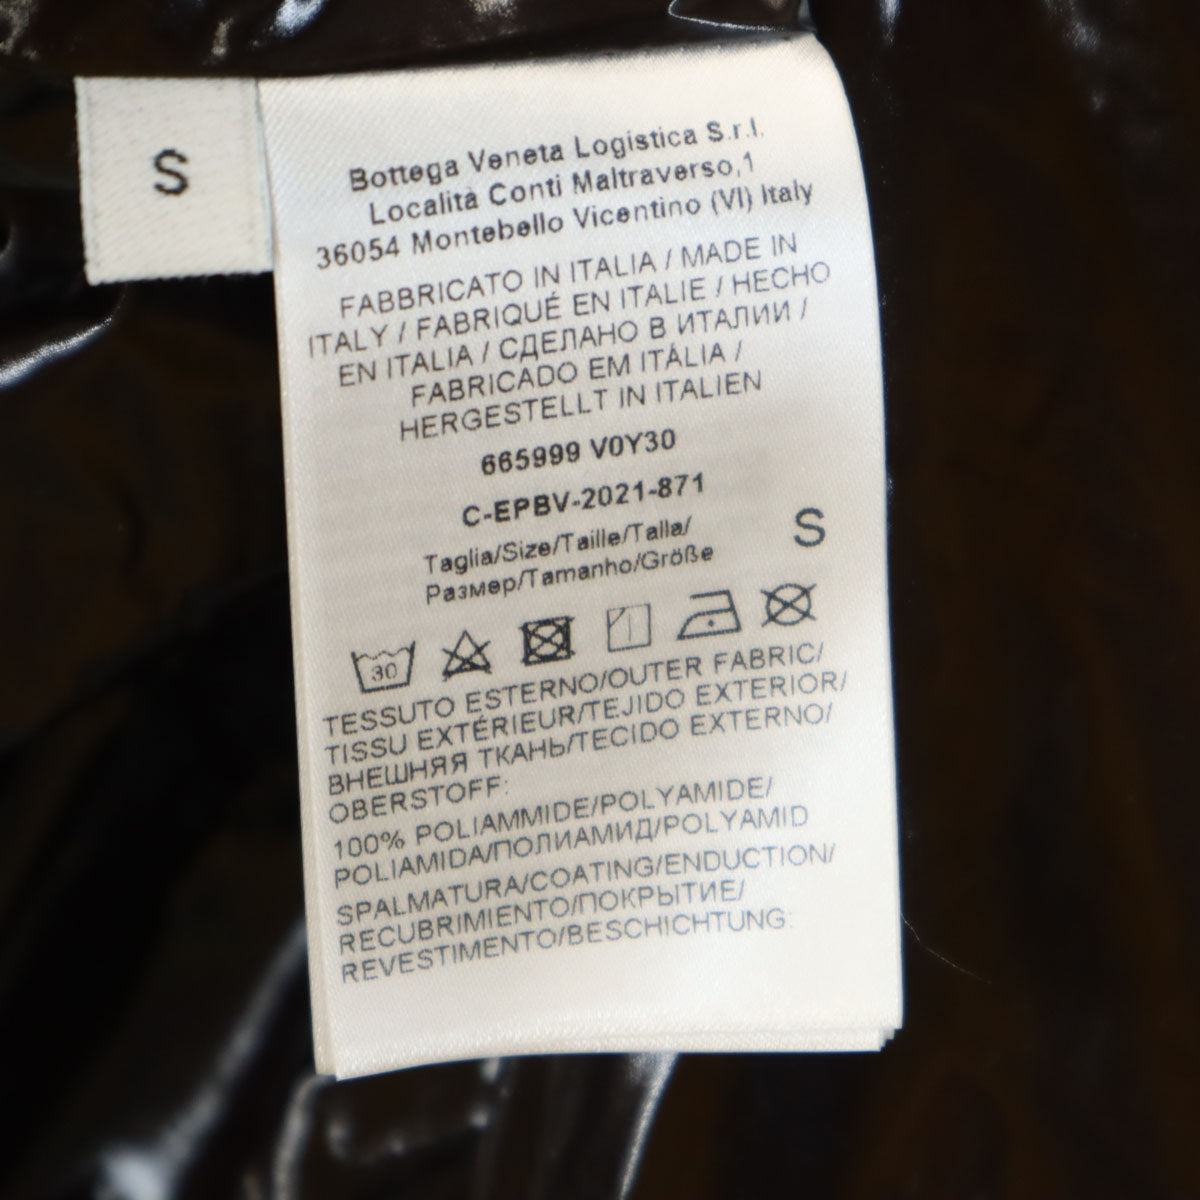 S
Bottega Veneta Logistica S.r.l.
Località Conti Maltraverso,1
36054 Montebello Vicentino (VI) Italy
FABBRICATO IN ITALIA / MADE IN
ITALY / FABRIQUÉ EN ITALIE / HECHO
EN ITALIA / СДЕЛАНО В ИТАЛИИ /
FABRICADO EM ITÁLIA /
HERGESTELLT IN ITALIEN
665999 V0Y30
C-EPBV-2021-871
Taglia/Size/Taille/Talla/
Размер/Tamanho/Größe
S
30
TESSUTO ESTERNO/OUTER FABRIC/
TISSU EXTÉRIEUR/TEJIDO EXTERIOR/
ВНЕШНЯЯ ТКАНЬ/TECIDO EXTERNO/
OBERSTOFF:
100% POLIAMMIDE/POLYAMIDE/
POLIAMIDA/ПОЛИАМИД/POLYAMID
SPALMATURA/COATING/ENDUCTION/
RECUBRIMIENTO/ПОКРЫТИЕ/
REVESTIMENTO/BESCHICHTUNG: